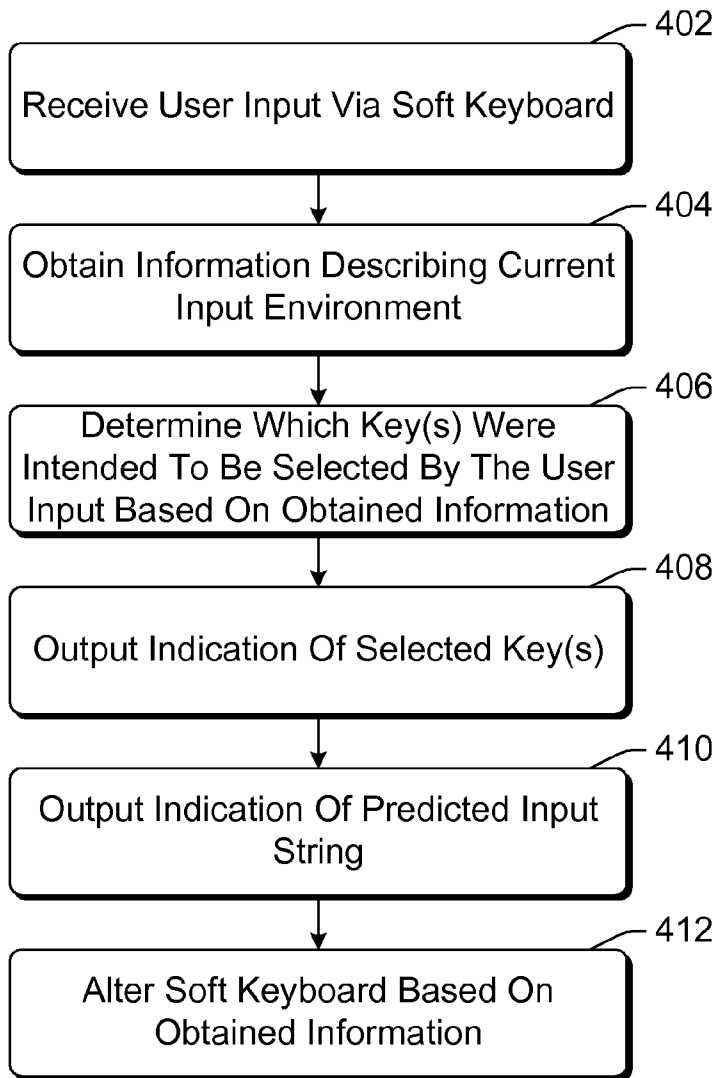 402
Receive User Input Via Soft Keyboard
404
Obtain Information Describing Current
Input Environment
406
Determine Which Key(s) Were
Intended To Be Selected By The User
Input Based On Obtained Information
408
Output Indication Of Selected Key(s)
410
Output Indication Of Predicted Input
String
412
Alter Soft Keyboard Based On
Obtained Information